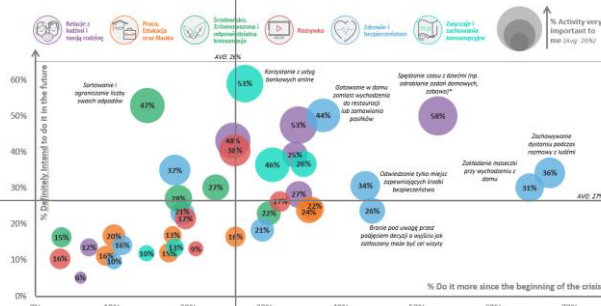 Relacje z
ludźmi i
swoją rodziną
Praca,
Edukacja
oraz Nauka
Środowisko,
Zrównoważona i
odpowiedzialna
konsumpcja
Rozrywka
Zdrowie i
bezpieczeństwo
Zwyczaje i
zachowania
konsumpcyjne
% Activity very
important to
me (Avg: 26%)
AVG: 26%
% Definitely Intend to do it in the future
60%
50%
40%
30%
20%
10%
0%
Sortowanie i
ograniczanie liczby
swoich odpadów
47%
53%
Korzystanie z usług
bankowych online
Gotowanie w domu
zamiast wychodzenia
do restauracji
lub zamawiania
posiłków
44%
53%
Spędzanie czasu z dziećmi (np.
odrabianie zadań domowych,
zabawa)*
58%
48%
38%
46%
25%
26%
37%
27%
28%
21%
17%
27%
22%
22%
24%
21%
16%
Odwiedzanie tylko miejsc
zapewniających środki
bezpieczeństwa
34%
26%
Branie pod uwagę przed
podjęciem decyzji o wyjściu jak
zatłoczony może być cel wizyty
Zakładanie maseczki
przy wychodzeniu z
domu
31%
Zachowywanie
dystansu podczas
rozmowy z ludźmi
36%
AVG: 27%
15%
16%
12%
6%
20%
16%
14%
10%
10%
13%
12%
13%
9%
% Do it more since the beginning of the crisis